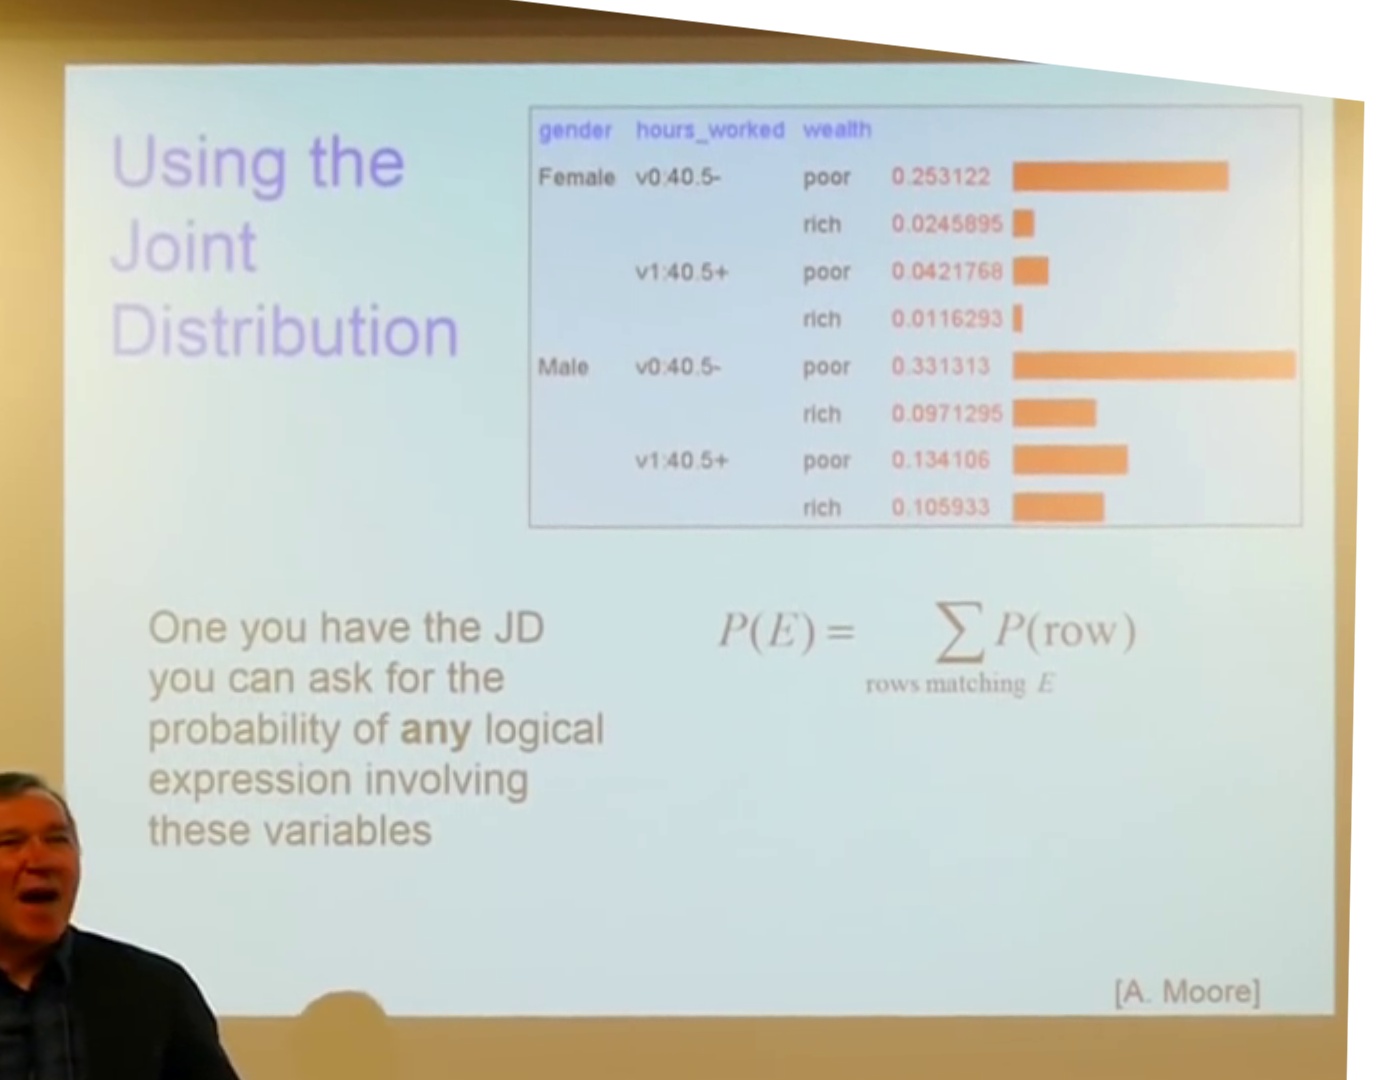 Using the
Joint
Distribution
gender hours_worked wealth
Female v0:40.5- poor 0.253122
rich 0.0245895
v1:40.5+ poor 0.0421768
rich 0.0116293
Male v0:40.5- poor 0.331313
rich 0.0971295
v1:40.5+ poor 0.134106
rich 0.105933
One you have the JD
you can ask for the
probability of any logical
expression involving
these variables
P(E) = ∑ P(row)
rows matching E
[A. Moore]